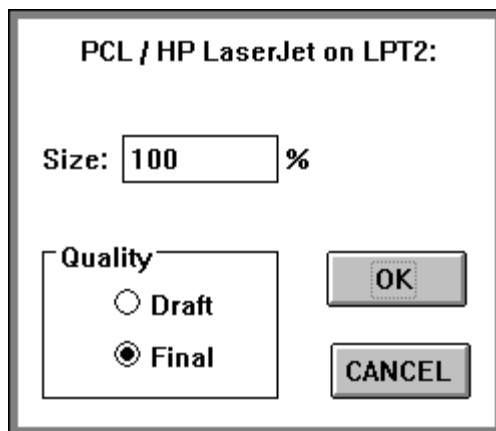 PCL / HP LaserJet on LPT2:
Size: 100 %
Quality
Draft
Final
OK
CANCEL